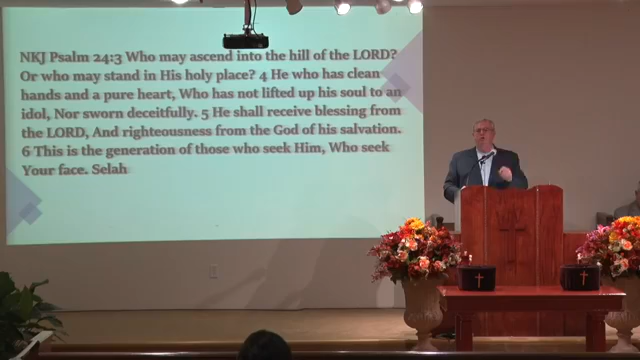 NKJ Psalm 24:3 Who may ascend into the hill of the LORD?
Or who may stand in His holy place? 4 He who has clean
hands and a pure heart, Who has not lifted up his soul to an
idol, Nor sworn deceitfully. 5 He shall receive blessing from
the LORD, And righteousness from the God of his salvation.
6 This is the generation of those who seek Him, Who seek
Your face. Selah